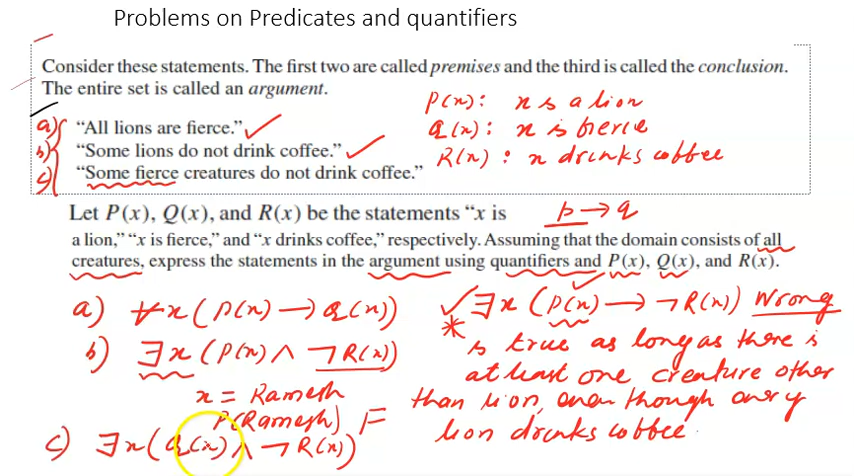 Problems on Predicates and quantifiers
Consider these statements. The first two are called premises and the third is called the conclusion.
The entire set is called an argument.
P(x): x is a lion
a) "All lions are fierce."
Q(x): x is fierce
b) "Some lions do not drink coffee."
R(x): x drinks coffee
c) "Some fierce creatures do not drink coffee."
Let P(x), Q(x), and R(x) be the statements "x is
p → q
a lion," "x is fierce," and "x drinks coffee," respectively. Assuming that the domain consists of all
creatures, express the statements in the argument using quantifiers and P(x), Q(x), and R(x).
a) ∀x (P(x) → Q(x))
b) ∃x (P(x) ∧ ¬R(x))
x = Ramesh
P(Ramesh) F
c) ∃x (Q(x) ∧ ¬R(x))
∃x (P(x) → ¬R(x)) Wrong
* is true as long as there is
at least one creature other
than lion, even though every
lion drinks coffee.